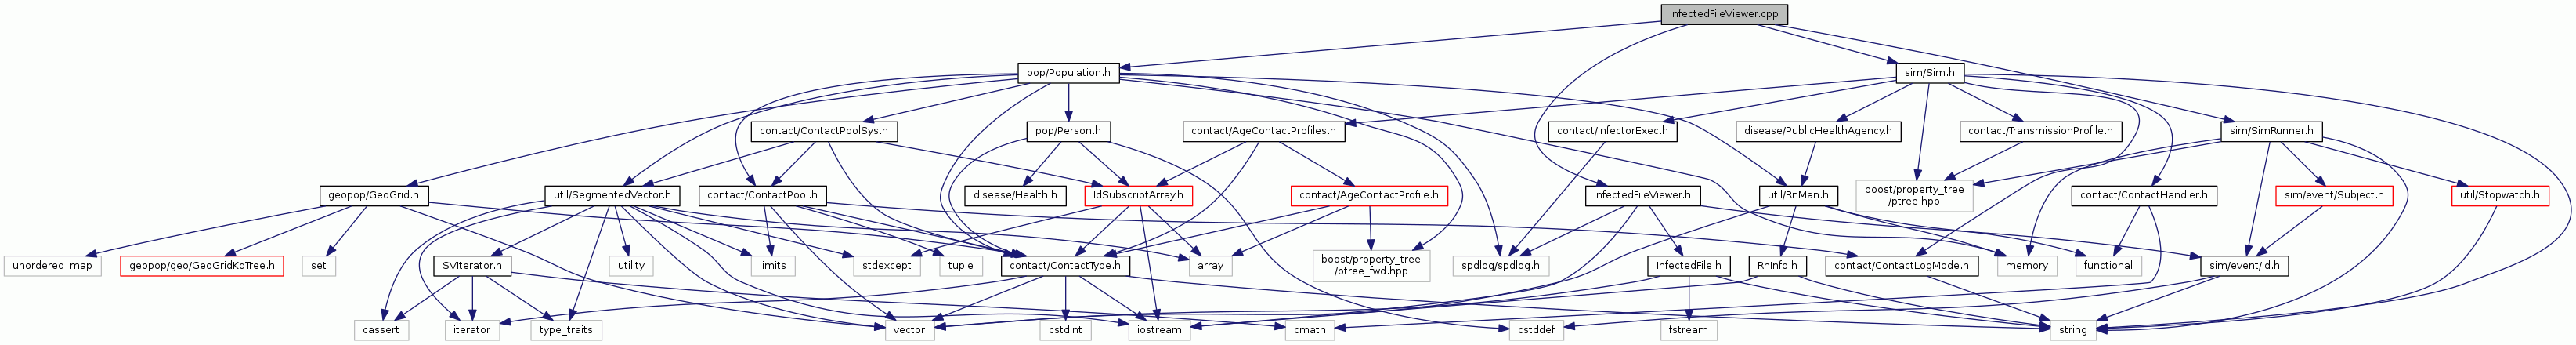 InfectedFileViewer.cpp
pop/Population.h
sim/Sim.h
contact/ContactPoolSys.h
pop/Person.h
contact/AgeContactProfiles.h
contact/InfectorExec.h
disease/PublicHealthAgency.h
contact/TransmissionProfile.h
sim/SimRunner.h
geopop/GeoGrid.h
util/SegmentedVector.h
contact/ContactPool.h
disease/Health.h
IdSubscriptArray.h
contact/AgeContactProfile.h
InfectedFileViewer.h
util/RnMan.h
boost/property_tree
/ptree.hpp
contact/ContactHandler.h
sim/event/Subject.h
util/Stopwatch.h
unordered_map
geopop/geo/GeoGridKdTree.h
set
SVIterator.h
utility
limits
stdexcept
tuple
contact/ContactType.h
array
boost/property_tree
/ptree_fwd.hpp
spdlog/spdlog.h
InfectedFile.h
RnInfo.h
contact/ContactLogMode.h
memory
functional
sim/event/Id.h
cassert
iterator
type_traits
vector
cstdint
iostream
cmath
cstddef
fstream
string